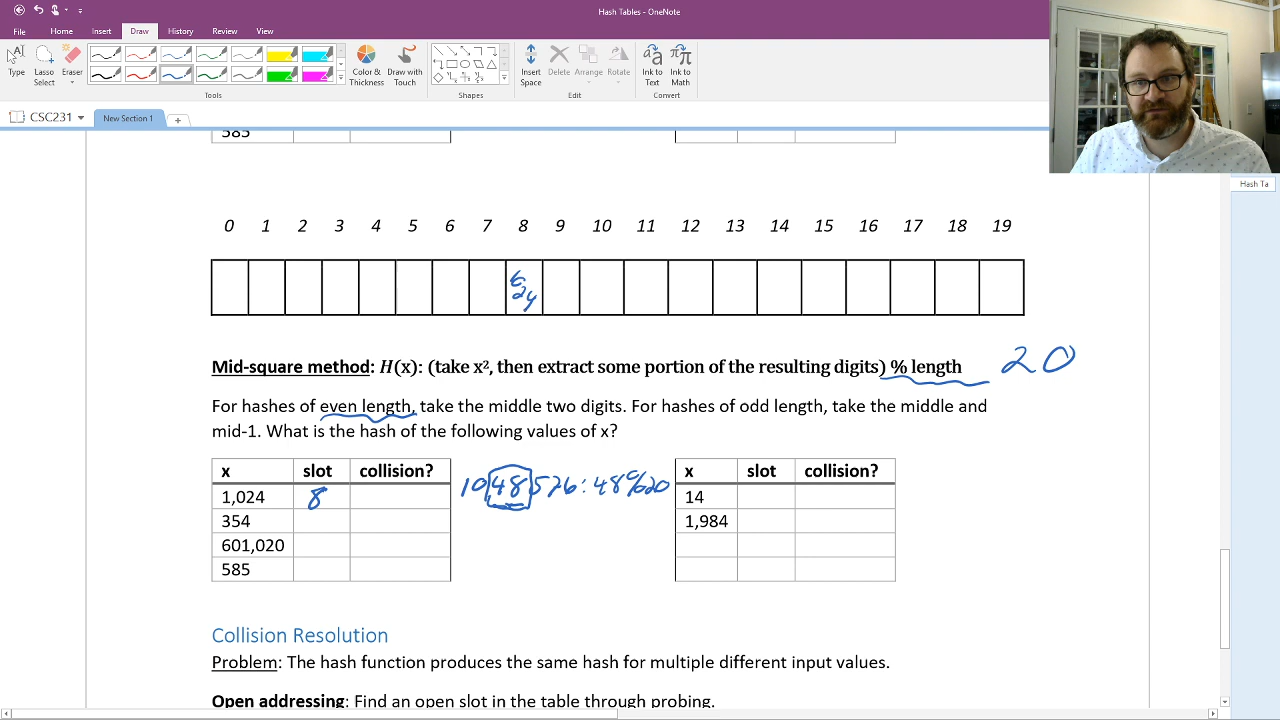 Hash Tables - OneNote
File Home Insert Draw History Review View
Type Lasso Select Eraser Color & Thickness Draw with Touch Insert Space Delete Arrange Rotate Ink to Text Ink to Math
Tools Shapes Edit Convert
CSC231 New Section 1
Hash Ta
585
0 1 2 3 4 5 6 7 8 9 10 11 12 13 14 15 16 17 18 19
Mid-square method: H(x): (take x², then extract some portion of the resulting digits) % length 20
For hashes of even length, take the middle two digits. For hashes of odd length, take the middle and
mid-1. What is the hash of the following values of x?
x slot collision? x slot collision?
1,024 8 1048576: 48%20 14
354 1,984
601,020
585
Collision Resolution
Problem: The hash function produces the same hash for multiple different input values.
Open addressing: Find an open slot in the table through probing.